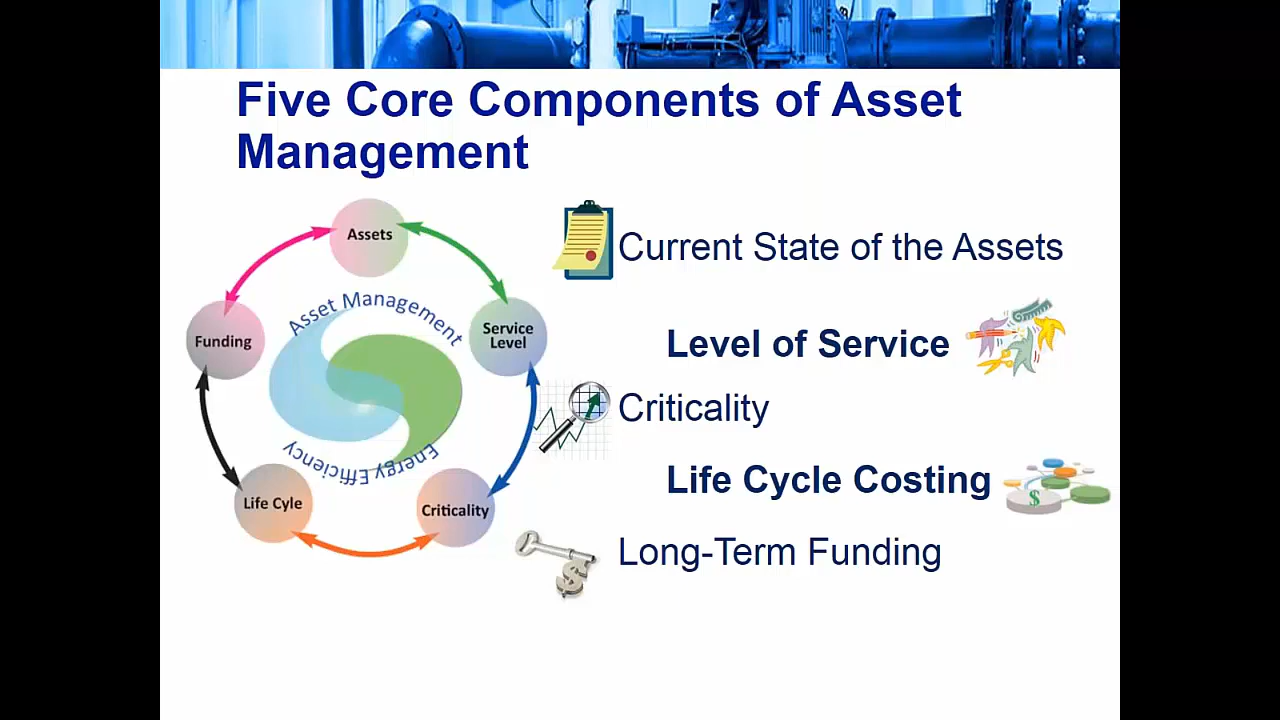 Five Core Components of Asset
Management
Assets
Service
Level
Criticality
Life Cyle
Funding
Asset Management
Energy Efficiency
Current State of the Assets
Level of Service
Criticality
Life Cycle Costing
Long-Term Funding